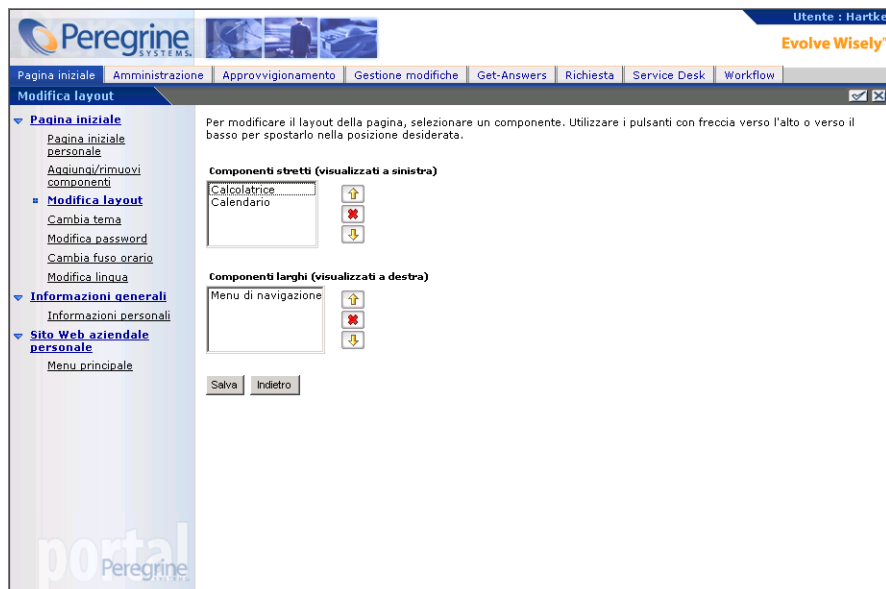 Utente : Hartke
Peregrine
SYSTEMS
Evolve Wisely™
Pagina iniziale Amministrazione Approvvigionamento Gestione modifiche Get-Answers Richiesta Service Desk Workflow
Modifica layout
Pagina iniziale
Pagina iniziale
personale
Aggiungi/rimuovi
componenti
Modifica layout
Cambia tema
Modifica password
Cambia fuso orario
Modifica lingua
Informazioni generali
Informazioni personali
Sito Web aziendale
personale
Menu principale
Per modificare il layout della pagina, selezionare un componente. Utilizzare i pulsanti con freccia verso l'alto o verso il
basso per spostarlo nella posizione desiderata.
Componenti stretti (visualizzati a sinistra)
Calcolatrice
Calendario
Componenti larghi (visualizzati a destra)
Menu di navigazione
Salva Indietro
portal
Peregrine
SYSTEMS